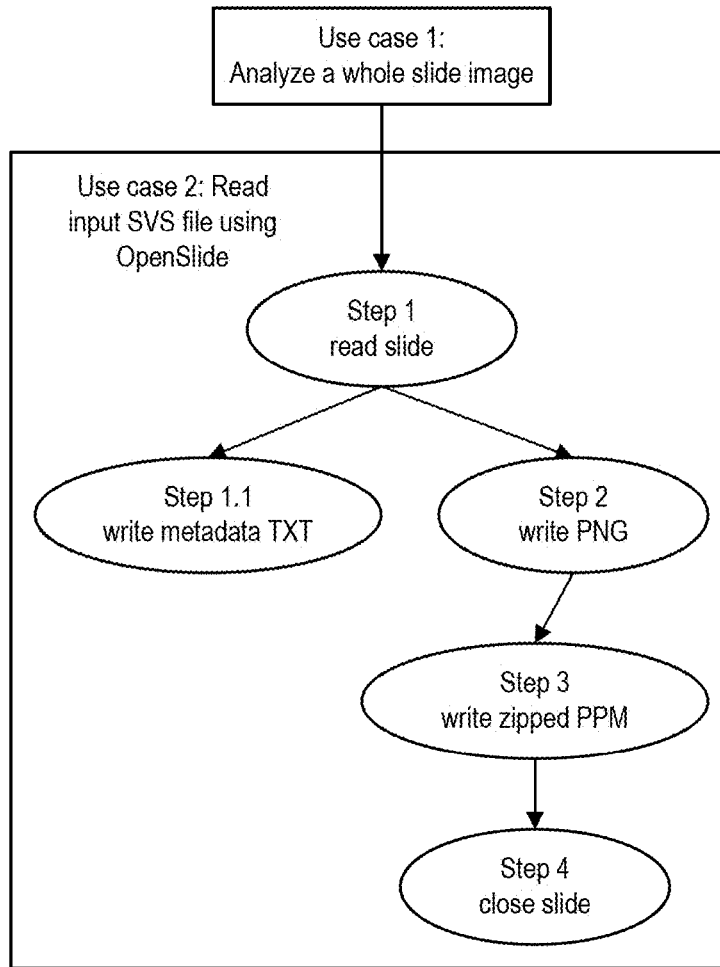 Use case 1:
Analyze a whole slide image
Use case 2: Read
input SVS file using
OpenSlide
Step 1
read slide
Step 1.1
write metadata TXT
Step 2
write PNG
Step 3
write zipped PPM
Step 4
close slide